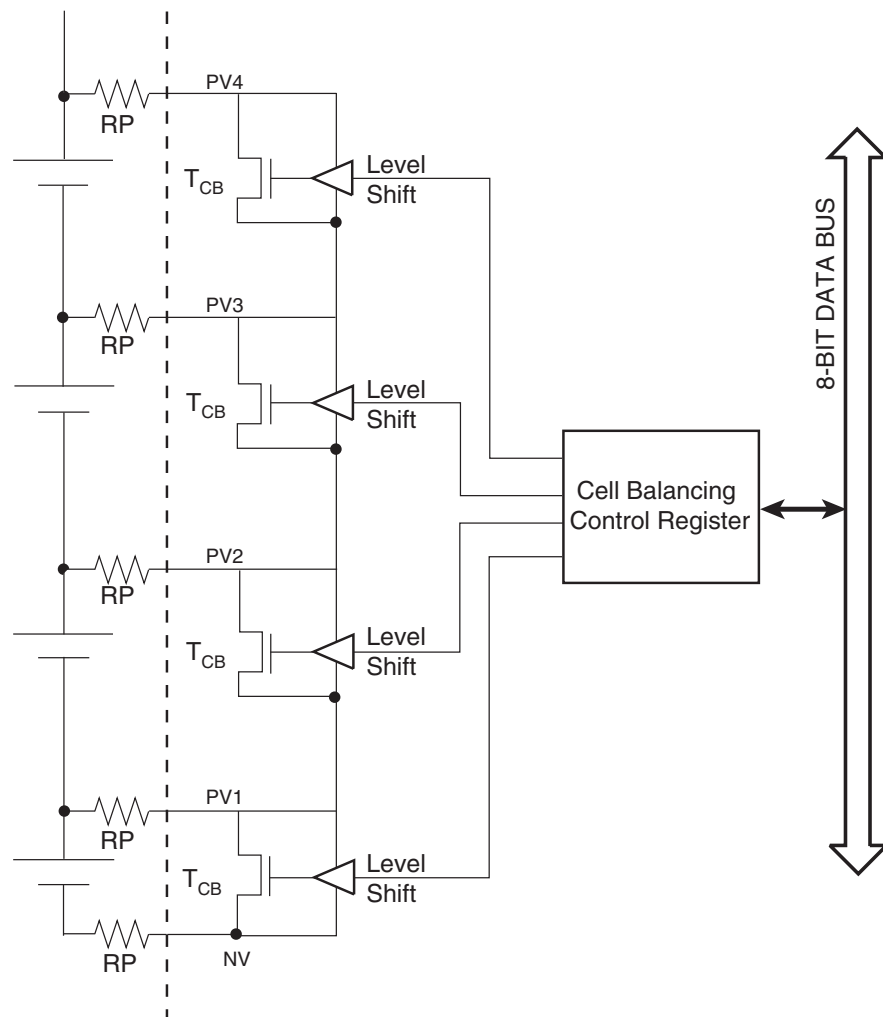 PV4
RP
T_CB
Level
Shift
PV3
RP
T_CB
Level
Shift
8-BIT DATA BUS
Cell Balancing
Control Register
PV2
RP
T_CB
Level
Shift
PV1
RP
T_CB
Level
Shift
RP
NV